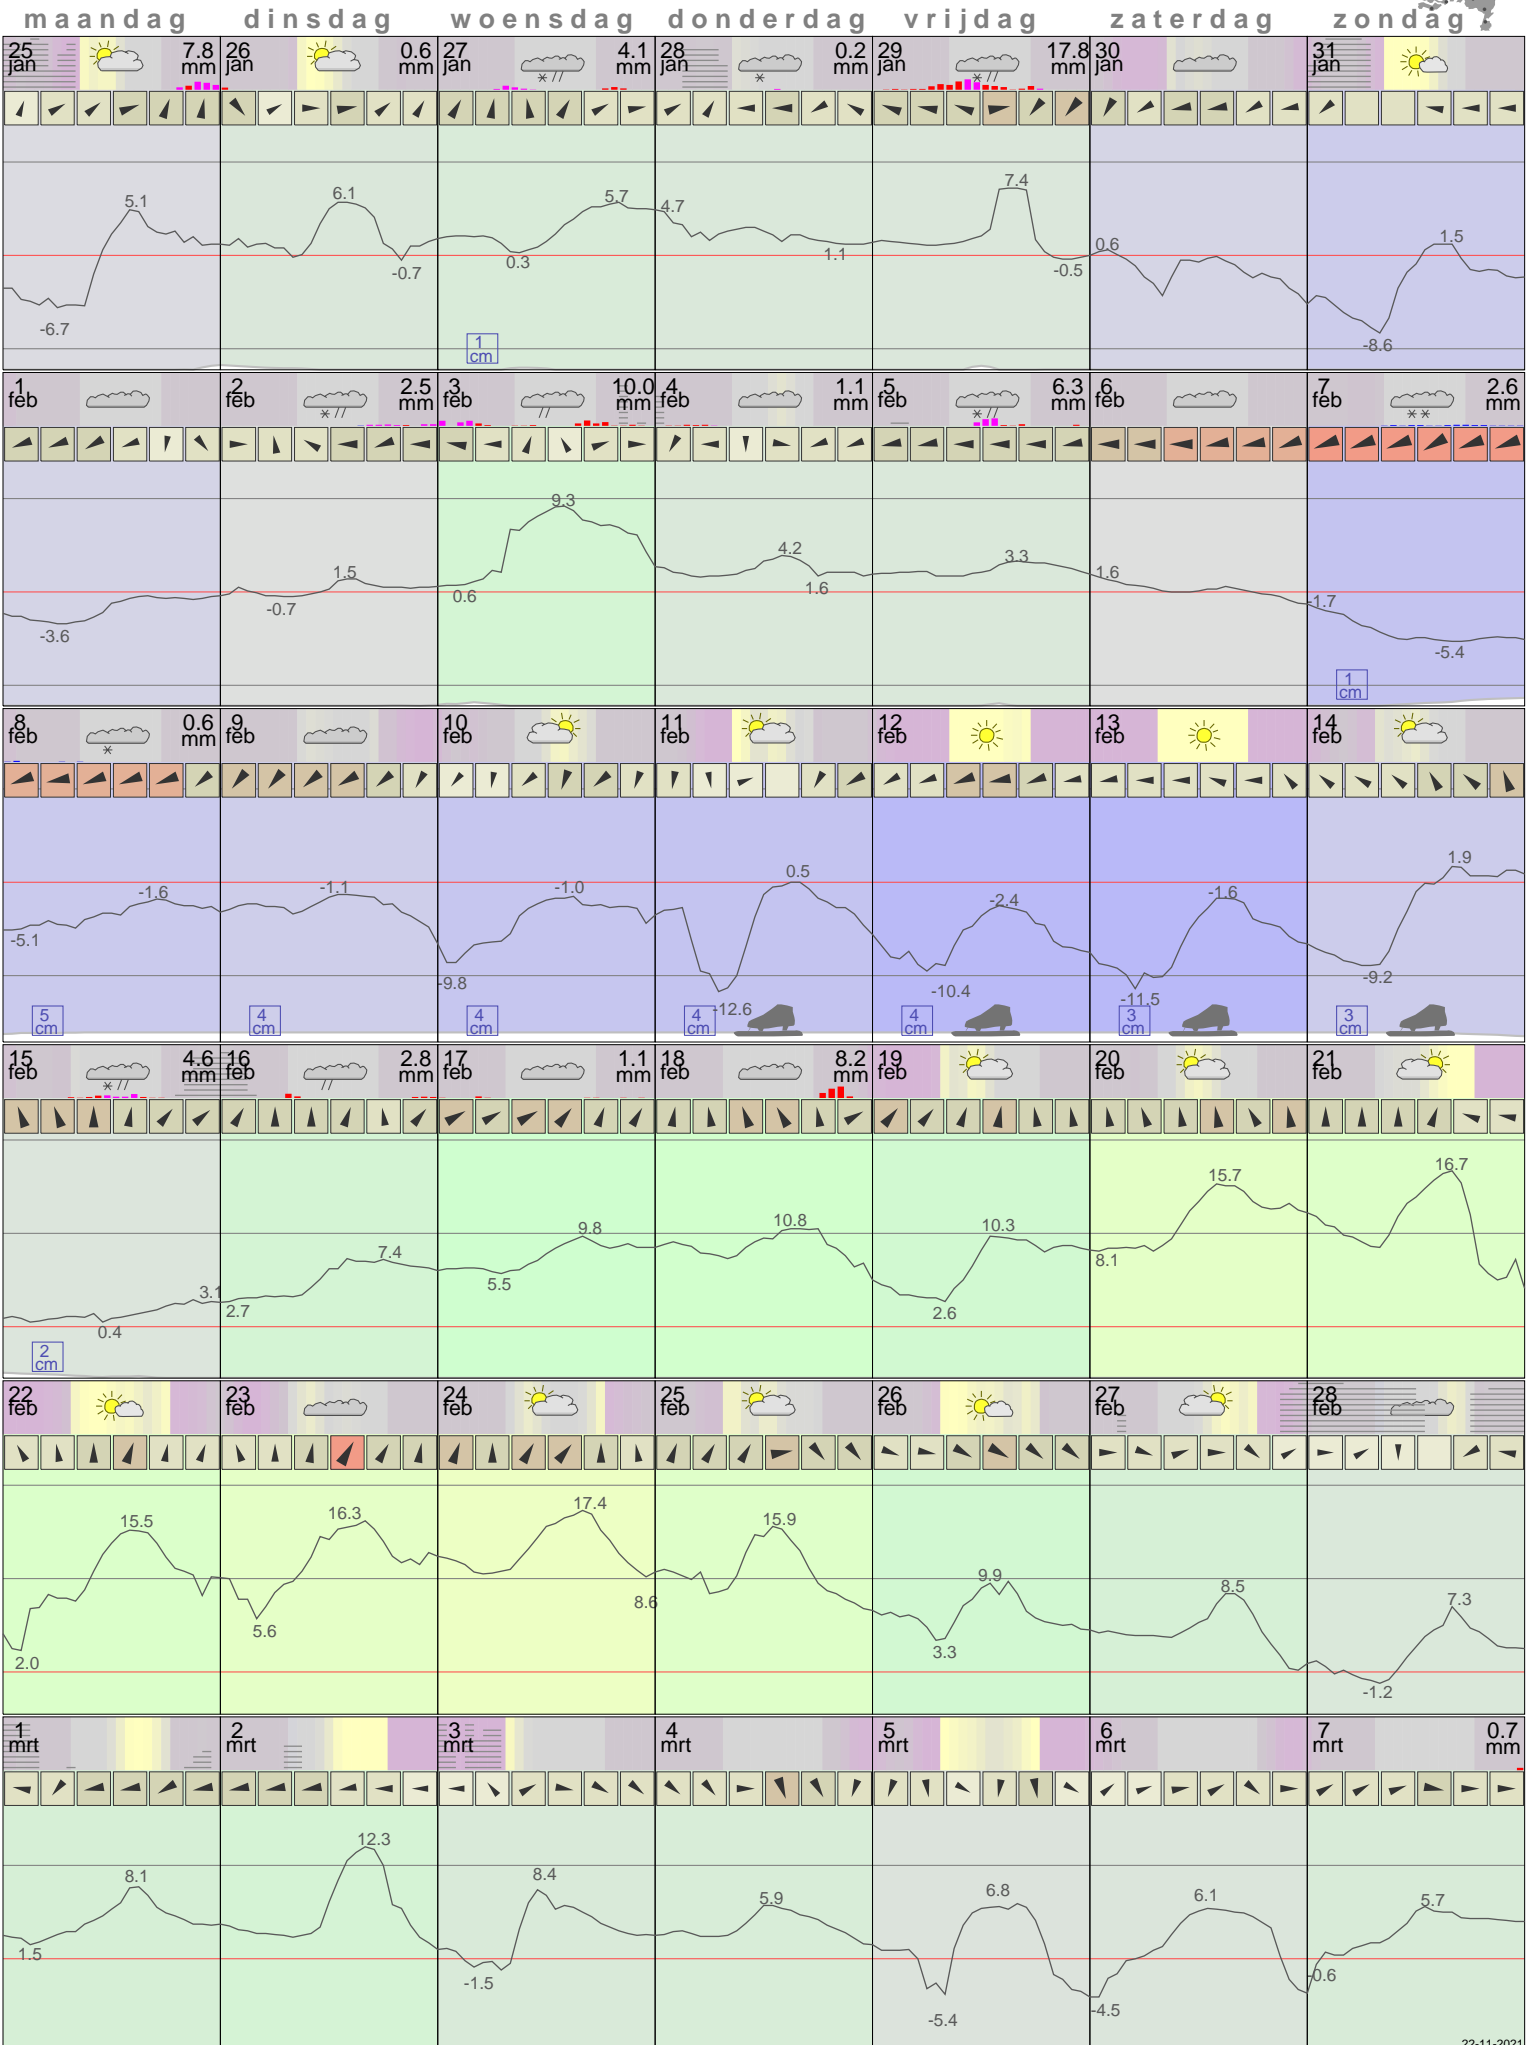 maandag dinsdag woensdag donderdag vrijdag zaterdag zondag
25 jan 7.8 mm 26 jan 0.6 mm 27 jan 4.1 mm 28 jan 0.2 mm 29 jan 17.8 mm 30 jan 31 jan
5.1 6.1 5.7 4.7 7.4 0.6 1.5
-6.7 -0.7 0.3 1.1 -0.5 -8.6
1 cm
1 feb 2 feb 2.5 mm 3 feb 10.0 mm 4 feb 1.1 mm 5 feb 6.3 mm 6 feb 7 feb 2.6 mm
-3.6 -0.7 1.5 0.6 9.3 4.2 1.6 3.3 1.6 -1.7 -5.4
1 cm
8 feb 0.6 mm 9 feb 10 feb 11 feb 12 feb 13 feb 14 feb
-5.1 -1.6 -1.1 -9.8 -1.0 -12.6 0.5 -10.4 -2.4 -11.5 -1.6 -9.2 1.9
5 cm 4 cm 4 cm 4 cm 4 cm 3 cm 3 cm
15 feb 4.6 mm 16 feb 2.8 mm 17 feb 1.1 mm 18 feb 8.2 mm 19 feb 20 feb 21 feb
0.4 3.1 2.7 7.4 5.5 9.8 10.8 2.6 10.3 8.1 15.7 16.7
2 cm
22 feb 23 feb 24 feb 25 feb 26 feb 27 feb 28 feb
2.0 15.5 5.6 16.3 17.4 8.6 15.9 3.3 9.9 8.5 -1.2 7.3
1 mrt 2 mrt 3 mrt 4 mrt 5 mrt 6 mrt 7 mrt 0.7 mm
1.5 8.1 12.3 -1.5 8.4 5.9 -5.4 6.8 -4.5 6.1 -0.6 5.7
22-11-2021